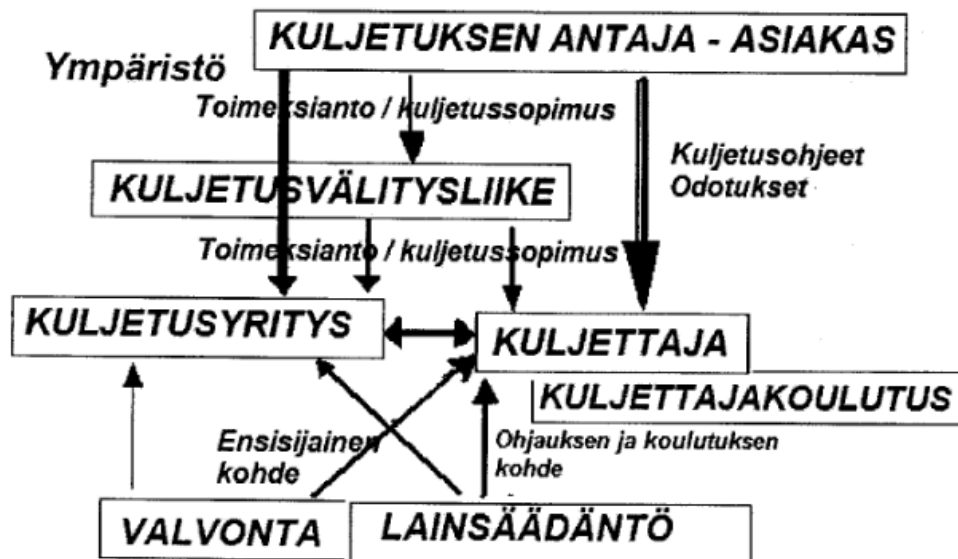 KULJETUKSEN ANTAJA - ASIAKAS
Ympäristö
Toimeksianto / kuljetussopimus
Kuljetusohjeet
Odotukset
KULJETUSVÄLITYSLIIKE
Toimeksianto / kuljetussopimus
KULJETUSYRITYS
KULJETTAJA
KULJETTAJAKOULUTUS
Ensisijainen
kohde
Ohjauksen ja koulutuksen
kohde
VALVONTA
LAINSÄÄDÄNTÖ